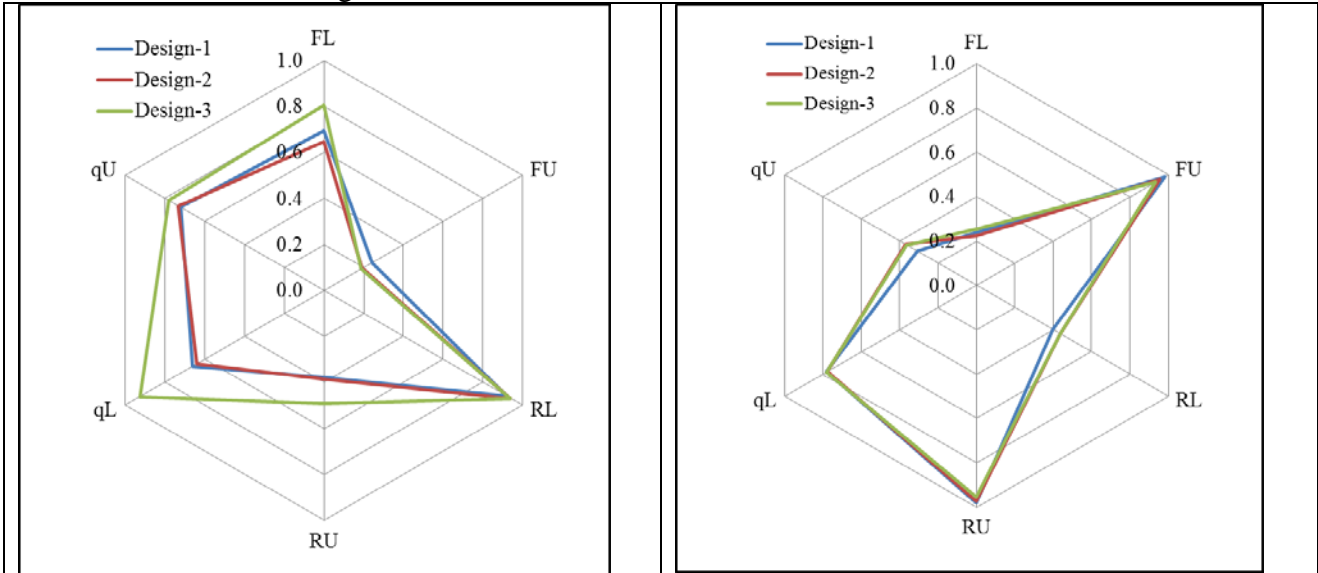 FL
Design-1
Design-2
Design-3
1.0
0.8
0.6
0.4
0.2
0.0
qU
FU
qL
RL
RU
FL
Design-1
Design-2
Design-3
1.0
0.8
0.6
0.4
0.2
0.0
qU
FU
qL
RL
RU